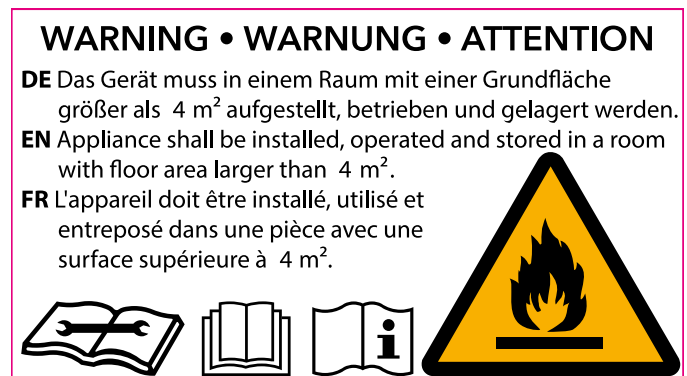 WARNING • WARNUNG • ATTENTION
DE Das Gerät muss in einem Raum mit einer Grundfläche
größer als 4 m² aufgestellt, betrieben und gelagert werden.
EN Appliance shall be installed, operated and stored in a room
with floor area larger than 4 m².
FR L'appareil doit être installé, utilisé et
entreposé dans une pièce avec une
surface supérieure à 4 m².